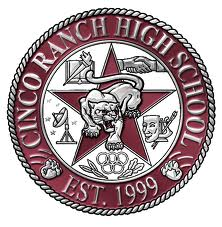 CINCO RANCH HIGH SCHOOL
EST. 1999